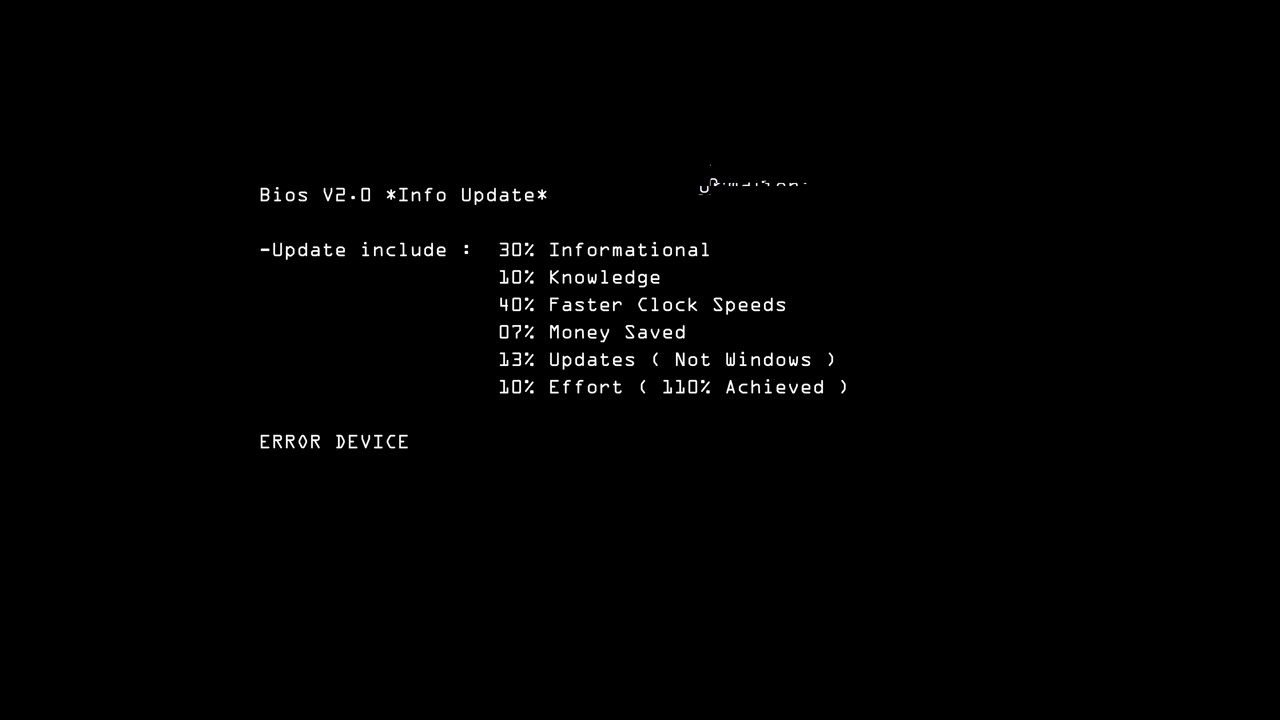 Bios V2.0 *Info Update*
-Update include : 30% Informational
10% Knowledge
40% Faster Clock Speeds
07% Money Saved
13% Updates ( Not Windows )
10% Effort ( 110% Achieved )
ERROR DEVICE